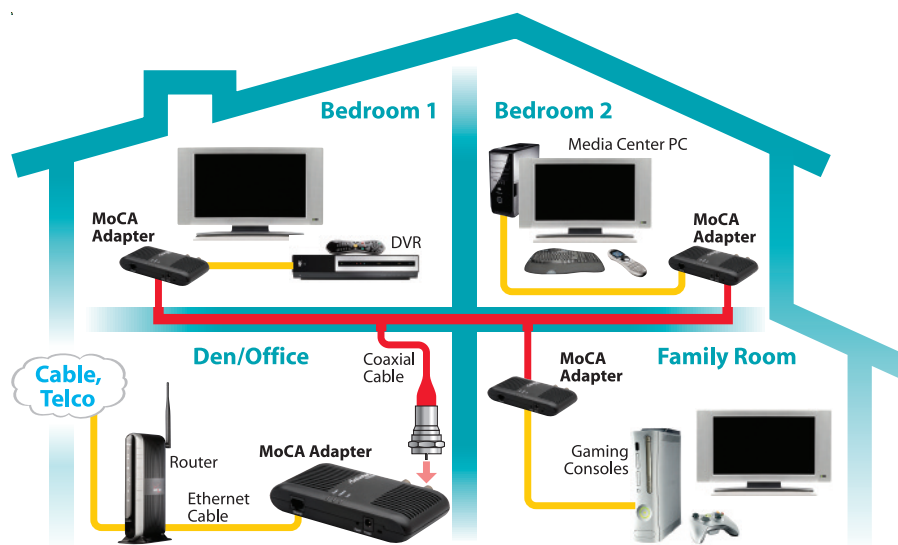 Bedroom 1
Bedroom 2
Media Center PC
MoCA
Adapter
DVR
MoCA
Adapter
Den/Office
Coaxial
Cable
MoCA
Adapter
Family Room
Cable,
Telco
Router
MoCA Adapter
Gaming
Consoles
Ethernet
Cable